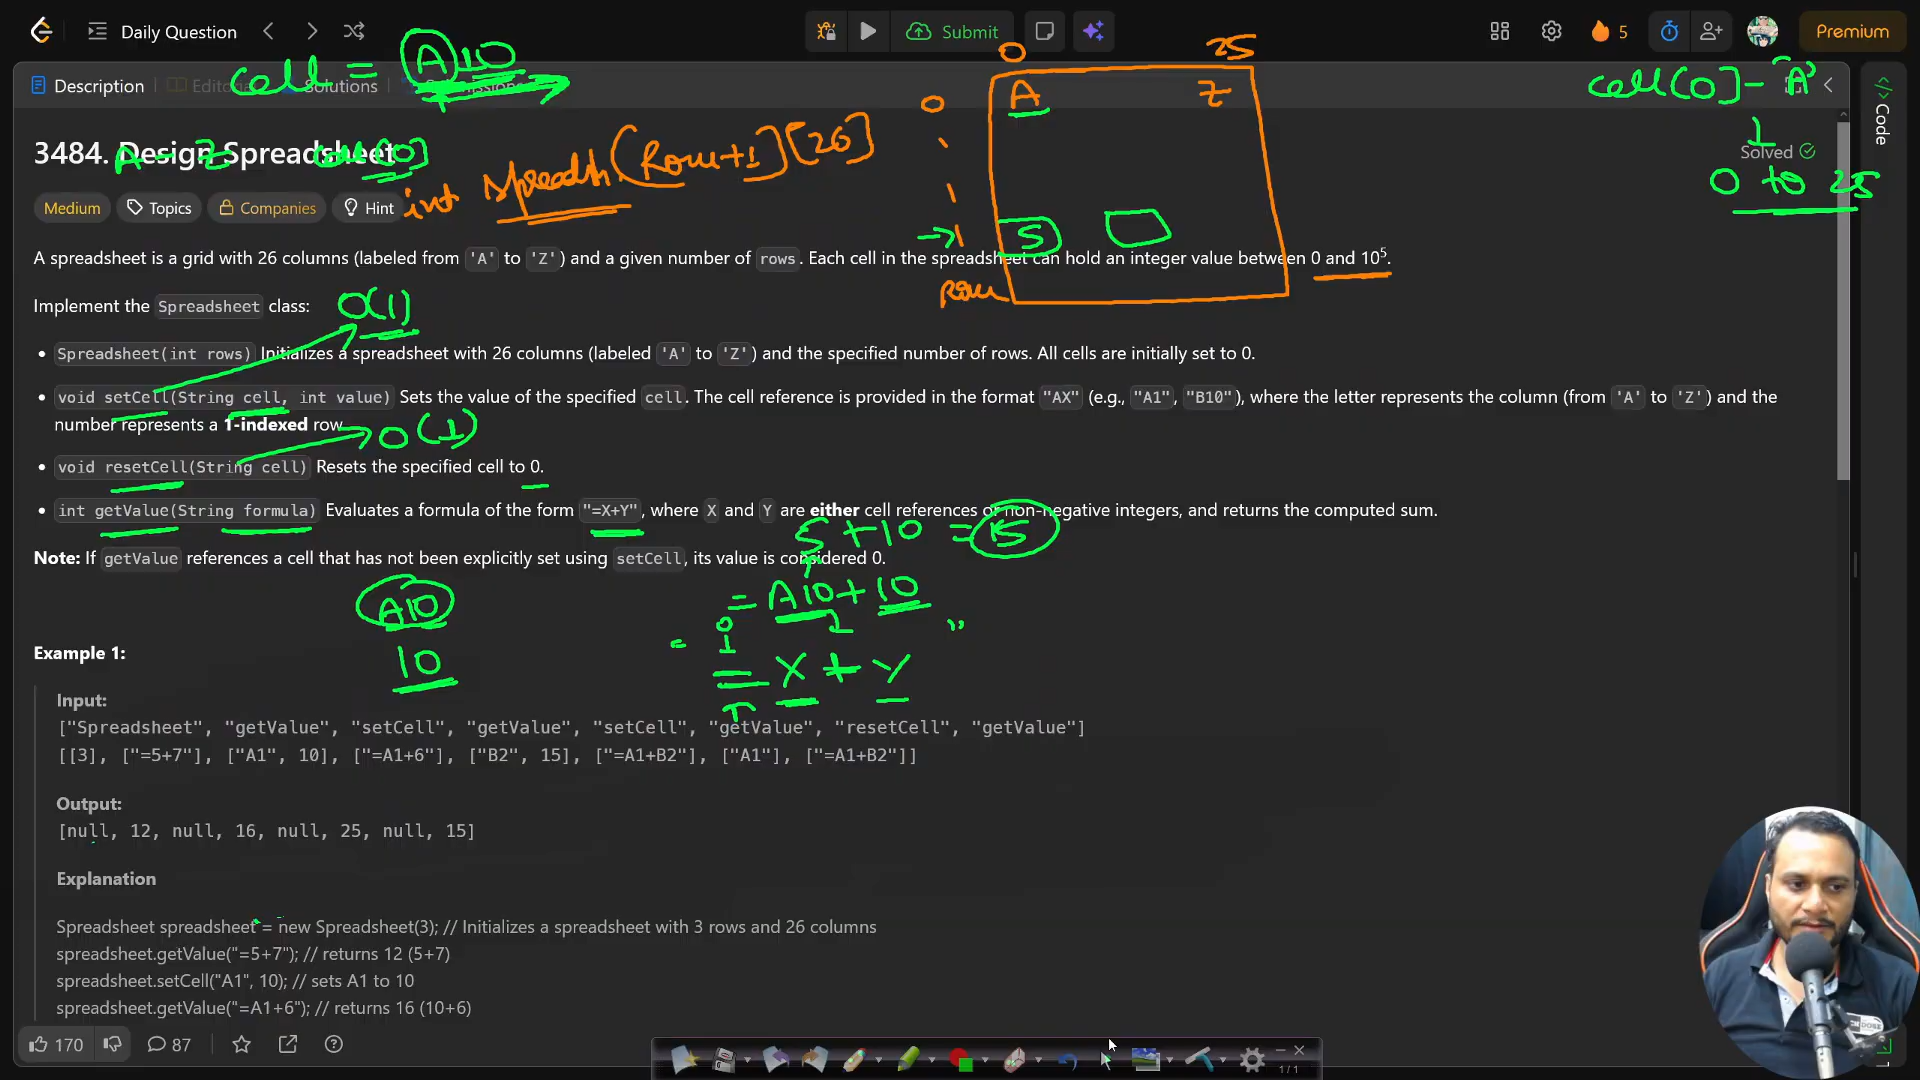 Daily Question
Submit
5
Premium
cell = A10
0 25
cell[0] - 'A'
Description
Solutions
Code
A Z
0
1
3484. Design Spreadsheet
A - Z cell[0]
int Spreadsh[Row+1][26]
Solved
0 to 25
Medium Topics Companies Hint
5
A spreadsheet is a grid with 26 columns (labeled from 'A' to 'Z') and a given number of rows. Each cell in the spreadsheet can hold an integer value between 0 and 10⁵.
Row
Implement the Spreadsheet class:
O(1)
• Spreadsheet(int rows) Initializes a spreadsheet with 26 columns (labeled 'A' to 'Z') and the specified number of rows. All cells are initially set to 0.
• void setCell(String cell, int value) Sets the value of the specified cell. The cell reference is provided in the format "AX" (e.g., "A1", "B10"), where the letter represents the column (from 'A' to 'Z') and the
number represents a 1-indexed row.
O(1)
• void resetCell(String cell) Resets the specified cell to 0.
• int getValue(String formula) Evaluates a formula of the form "=X+Y", where X and Y are either cell references or non-negative integers, and returns the computed sum.
5 + 10 = 15
Note: If getValue references a cell that has not been explicitly set using setCell, its value is considered 0.
A10
= A10 + 10
10
= X + Y
Example 1:
Input:
["Spreadsheet", "getValue", "setCell", "getValue", "setCell", "getValue", "resetCell", "getValue"]
[[3], ["=5+7"], ["A1", 10], ["=A1+6"], ["B2", 15], ["=A1+B2"], ["A1"], ["=A1+B2"]]
Output:
[null, 12, null, 16, null, 25, null, 15]
Explanation
Spreadsheet spreadsheet = new Spreadsheet(3); // Initializes a spreadsheet with 3 rows and 26 columns
spreadsheet.getValue("=5+7"); // returns 12 (5+7)
spreadsheet.setCell("A1", 10); // sets A1 to 10
spreadsheet.getValue("=A1+6"); // returns 16 (10+6)
170 87
1/1